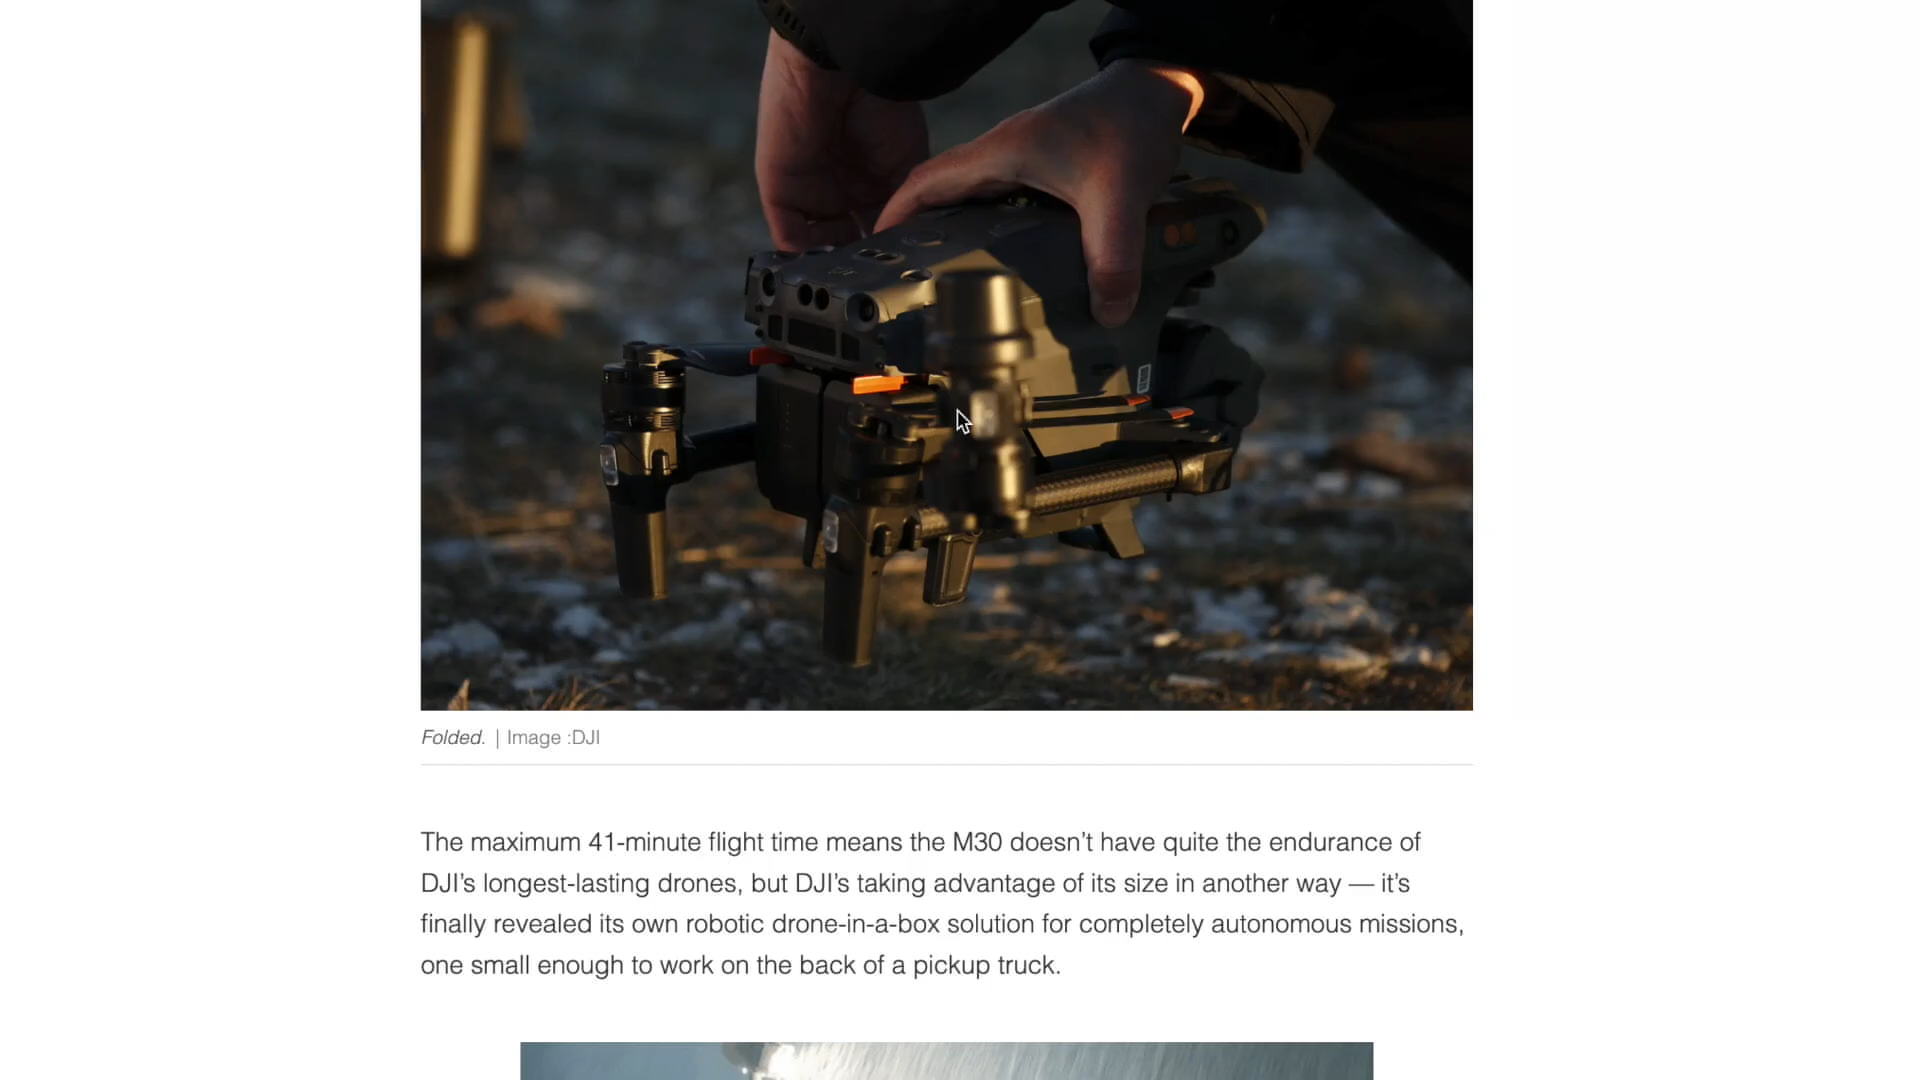 Folded. | Image :DJI
The maximum 41-minute flight time means the M30 doesn’t have quite the endurance of
DJI’s longest-lasting drones, but DJI’s taking advantage of its size in another way — it’s
finally revealed its own robotic drone-in-a-box solution for completely autonomous missions,
one small enough to work on the back of a pickup truck.